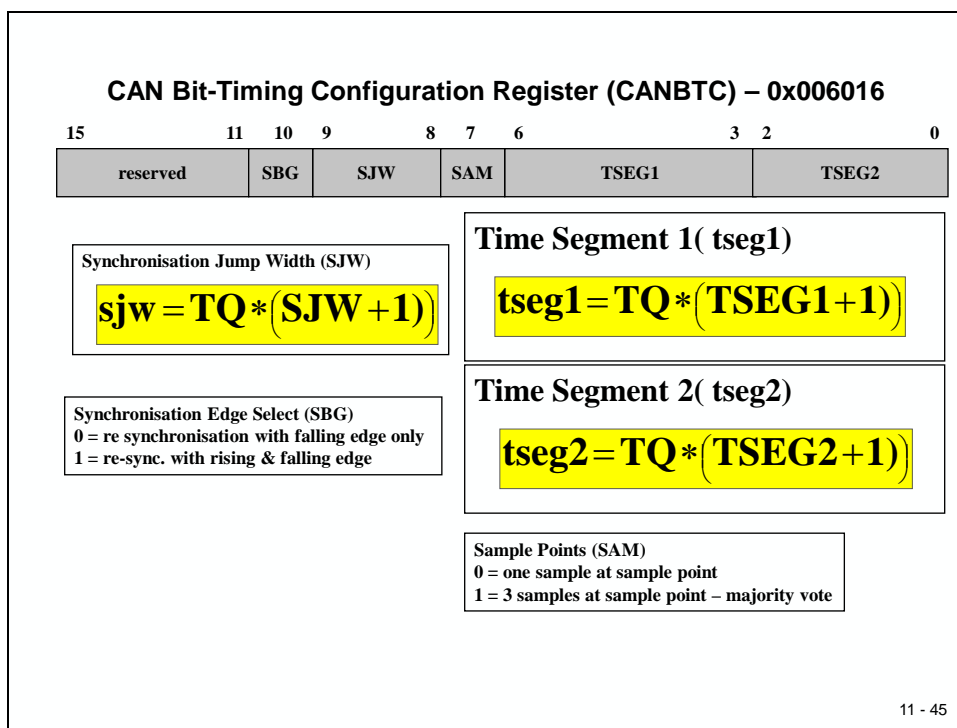 CAN Bit-Timing Configuration Register (CANBTC) – 0x006016
15 11 10 9 8 7 6 3 2 0
reserved SBG SJW SAM TSEG1 TSEG2
Synchronisation Jump Width (SJW)
sjw = TQ*(SJW+1))
Time Segment 1( tseg1)
tseg1=TQ*(TSEG1+1))
Synchronisation Edge Select (SBG)
0 = re synchronisation with falling edge only
1 = re-sync. with rising & falling edge
Time Segment 2( tseg2)
tseg2=TQ*(TSEG2+1))
Sample Points (SAM)
0 = one sample at sample point
1 = 3 samples at sample point – majority vote
11 - 45